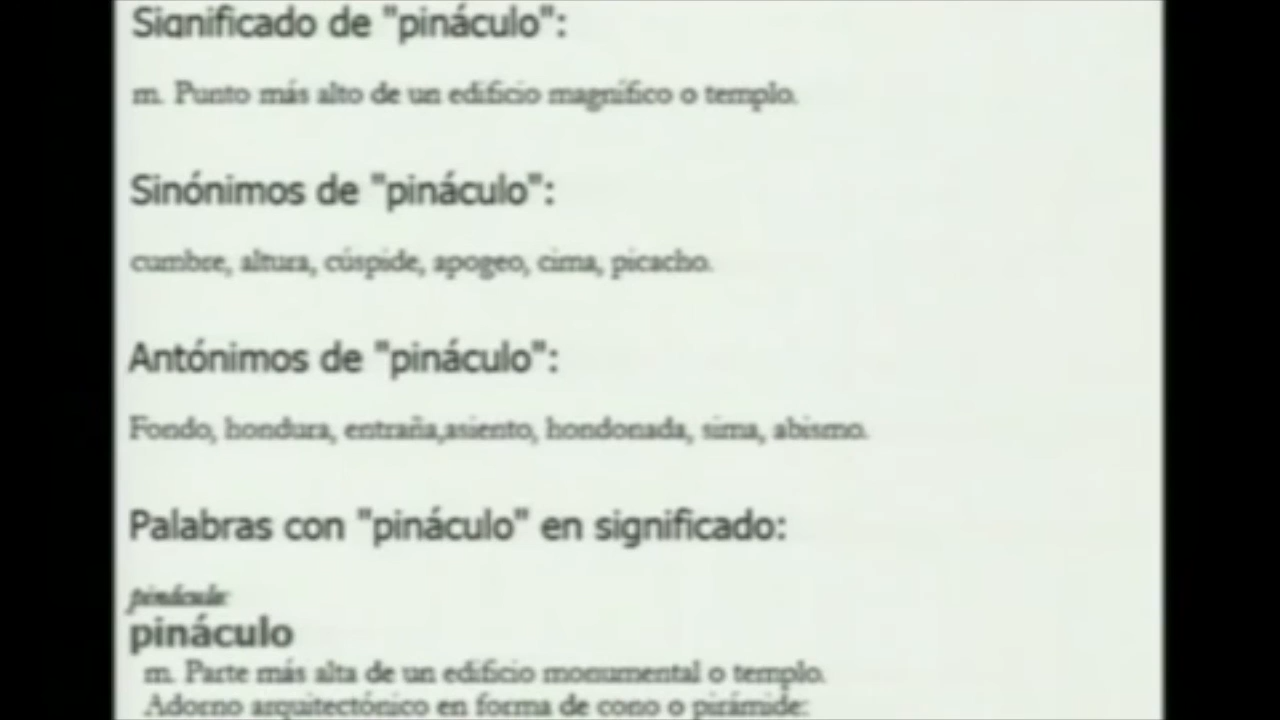 Significado de "pináculo":
m. Punto más alto de un edificio magnífico o templo.
Sinónimos de "pináculo":
cumbre, altura, cúspide, apogeo, cima, picacho.
Antónimos de "pináculo":
Fondo, hondura, entraña,asiento, hondonada, sima, abismo.
Palabras con "pináculo" en significado:
pináculo
pináculo
m. Parte más alta de un edificio monumental o templo.
Adorno arquitectónico en forma de cono o pirámide: